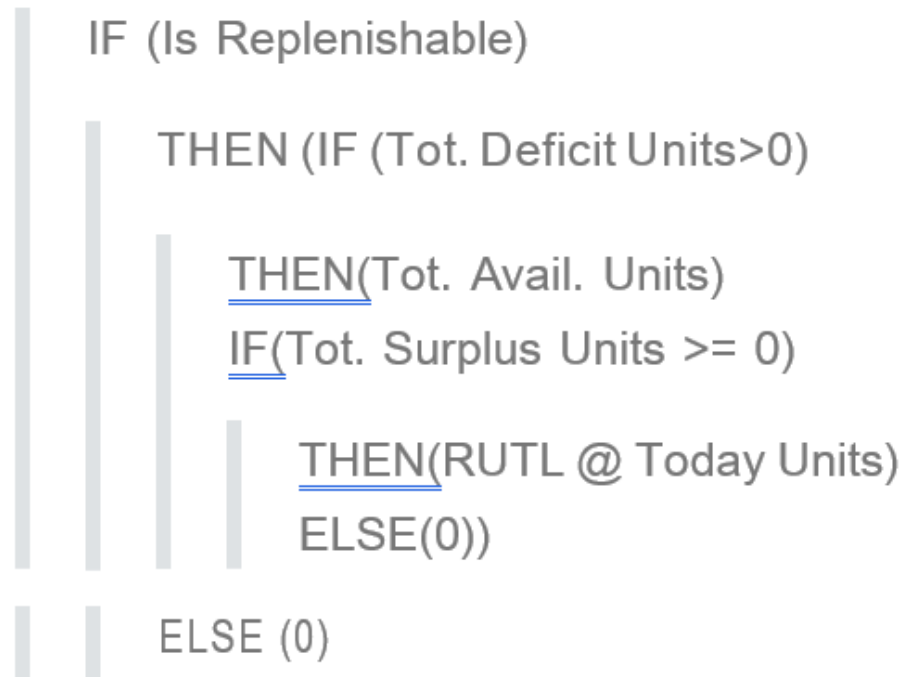 IF (Is Replenishable)
THEN (IF (Tot. Deficit Units>0)
THEN(Tot. Avail. Units)
IF(Tot. Surplus Units >= 0)
THEN(RUTL @ Today Units)
ELSE(0))
ELSE (0)